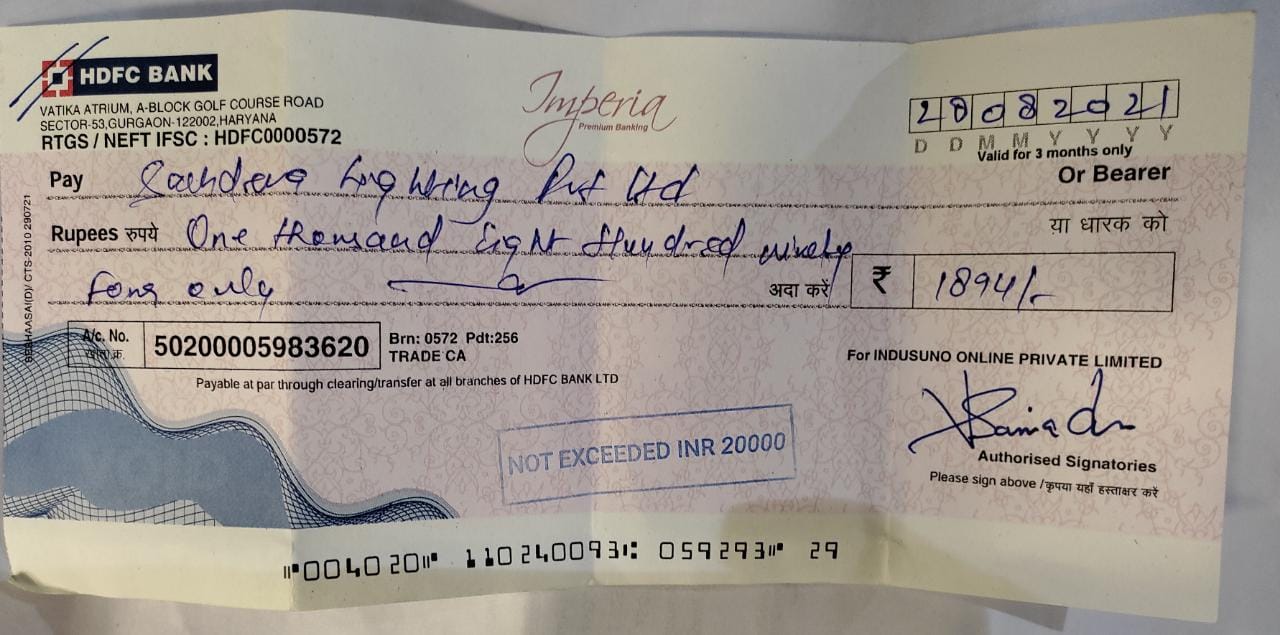 HDFC BANK
VATIKA ATRIUM, A-BLOCK GOLF COURSE ROAD
SECTOR-53,GURGAON-122002,HARYANA
RTGS / NEFT IFSC : HDFC0000572
Imperia
Premium Banking
28082021
D D M M Y Y Y Y
Valid for 3 months only
Pay Sachdeva Lighting Pvt Ltd
Or Bearer
या धारक को
Rupees रुपये One thousand Eight Hundred ninety
four only अदा करें ₹ 1894/-
CTS-2010 290721
A/c. No. खाता क्र. 50200005983620 Brn: 0572 Pdt:256
TRADE CA
Payable at par through clearing/transfer at all branches of HDFC BANK LTD
For INDUSUNO ONLINE PRIVATE LIMITED
NOT EXCEEDED INR 20000
Authorised Signatories
Please sign above /कृपया यहाँ हस्ताक्षर करें
⑈004020⑈ 110240093⑆ 059293⑈ 29